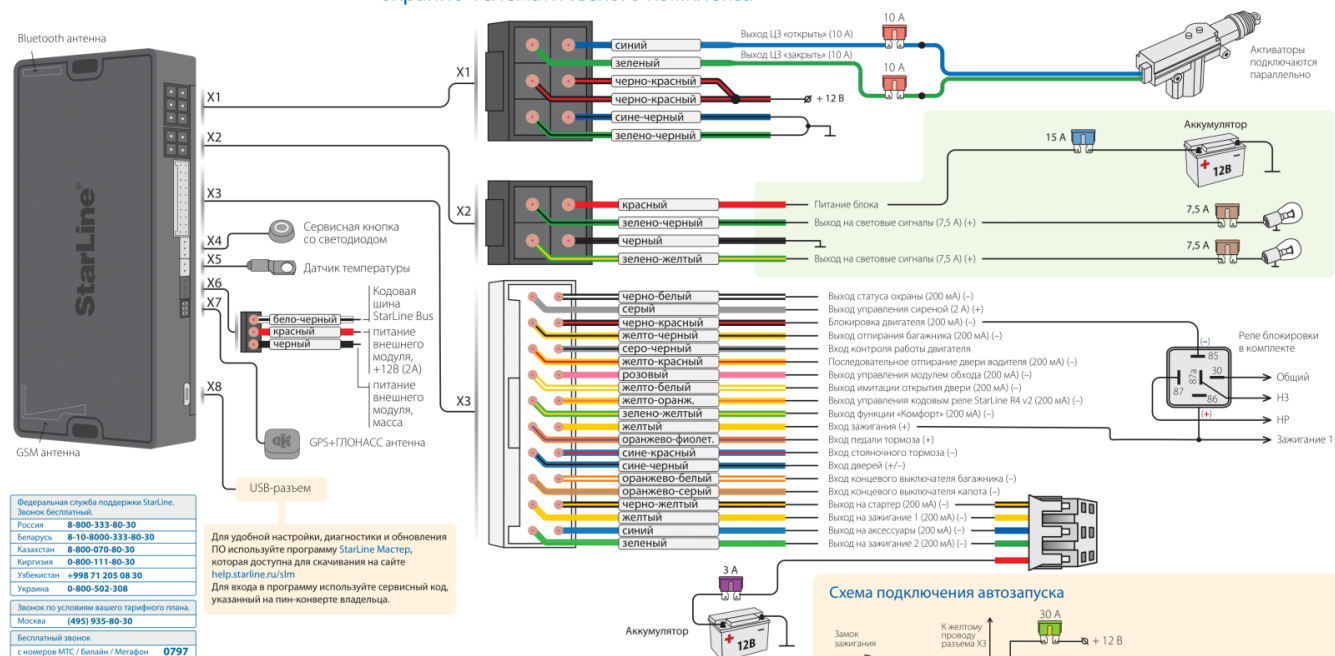 Bluetooth антенна
StarLine®
GSM антенна
X1
X2
X3
X4
X5
X6
X7
X8
Сервисная кнопка
со светодиодом
Датчик температуры
бело-черный
красный
черный
Кодовая
шина
StarLine Bus
питание
внешнего
модуля,
+12В (2А)
питание
внешнего
модуля,
масса
GPS+ГЛОНАСС антенна
USB-разъем
X1
синий
зеленый
черно-красный
черно-красный
сине-черный
зелено-черный
Выход ЦЗ «открыть» (10 А)
Выход ЦЗ «закрыть» (10 А)
10 А
10 А
+ 12 В
Активаторы
подключаются
параллельно
X2
красный
зелено-черный
черный
зелено-желтый
Питание блока
Выход на световые сигналы (7,5 А) (+)
Выход на световые сигналы (7,5 А) (+)
15 А
Аккумулятор
12В
7,5 А
7,5 А
X3
черно-белый Выход статуса охраны (200 мА) (–)
серый Выход управления сиреной (2 А) (+)
черно-красный Блокировка двигателя (200 мА) (–)
желто-черный Выход отпирания багажника (200 мА) (–)
серо-черный Вход контроля работы двигателя
желто-красный Последовательное отпирание двери водителя (200 мА) (–)
розовый Выход управления модулем обхода (200 мА) (–)
желто-белый Выход имитации открытия двери (200 мА) (–)
желто-оранж. Выход управления кодовым реле StarLine R4 v2 (200 мА) (–)
зелено-желтый Выход функции «Комфорт» (200 мА) (–)
желтый Вход зажигания (+)
оранжево-фиолет. Вход педали тормоза (+)
сине-красный Вход стояночного тормоза (–)
сине-черный Вход дверей (+/–)
оранжево-белый Вход концевого выключателя багажника (–)
оранжево-серый Вход концевого выключателя капота (–)
черно-желтый Выход на стартер (200 мА) (–)
желтый Выход на зажигание 1 (200 мА) (–)
синий Выход на аксессуары (200 мА) (–)
зеленый Выход на зажигание 2 (200 мА) (–)
Реле блокировки
в комплекте
(–)
85
30
87a
87
86
(+)
Общий
НЗ
НР
Зажигание 1
3 А
Аккумулятор
12В
Федеральная служба поддержки StarLine.
Звонок бесплатный.
Россия 8-800-333-80-30
Беларусь 8-10-8000-333-80-30
Казахстан 8-800-070-80-30
Киргизия 0-800-111-80-30
Узбекистан +998 71 205 08 30
Украина 0-800-502-308
Звонок по условиям вашего тарифного плана.
Москва (495) 935-80-30
Бесплатный звонок
с номеров МТС / Билайн / Мегафон 0797
Для удобной настройки, диагностики и обновления
ПО используйте программу StarLine Мастер,
которая доступна для скачивания на сайте
help.starline.ru/slm
Для входа в программу используйте сервисный код,
указанный на пин-конверте владельца.
Схема подключения автозапуска
Замок
зажигания
К желтому
проводу
разъема X3
30 А
+ 12 В